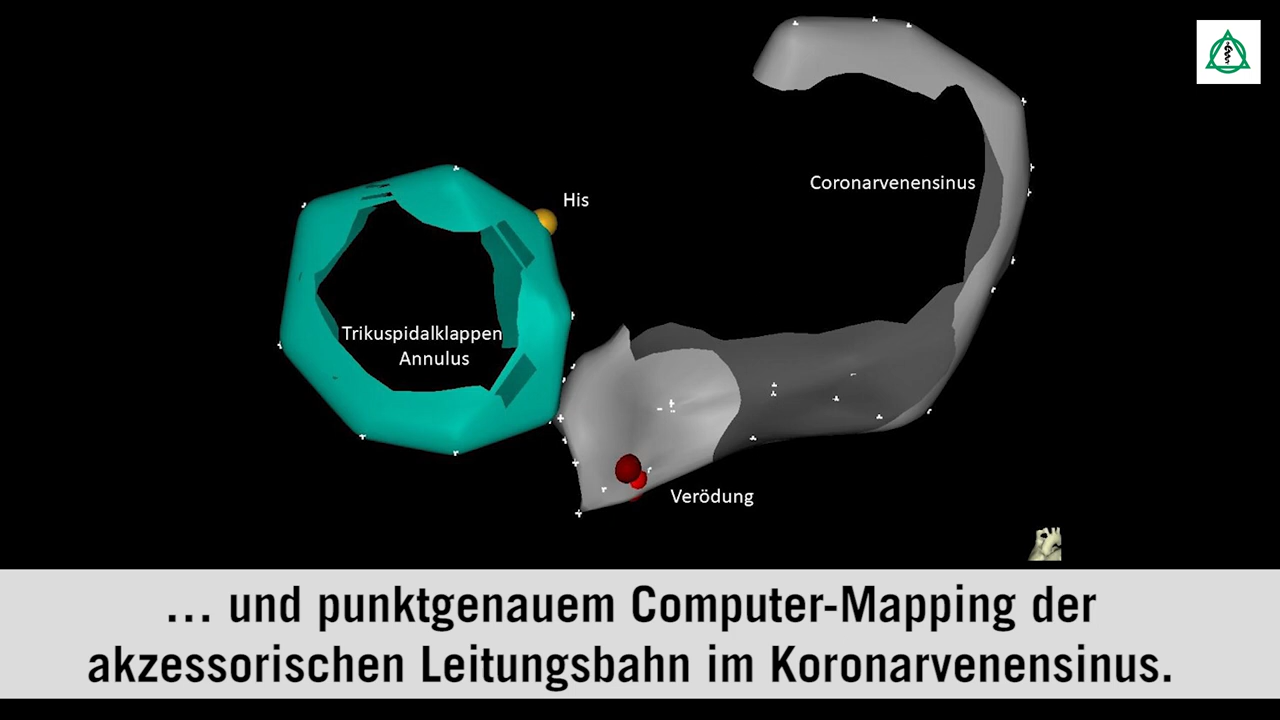 His
Coronarvenensinus
Trikuspidalklappen
Annulus
Verödung
... und punktgenauem Computer-Mapping der
akzessorischen Leitungsbahn im Koronarvenensinus.